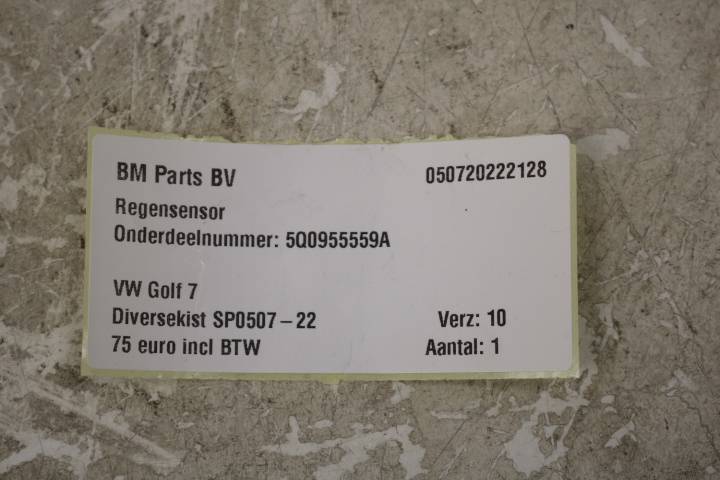 BM Parts BV 050720222128
Regensensor
Onderdeelnummer: 5Q0955559A
VW Golf 7
Diversekist SP0507-22 Verz: 10
75 euro incl BTW Aantal: 1